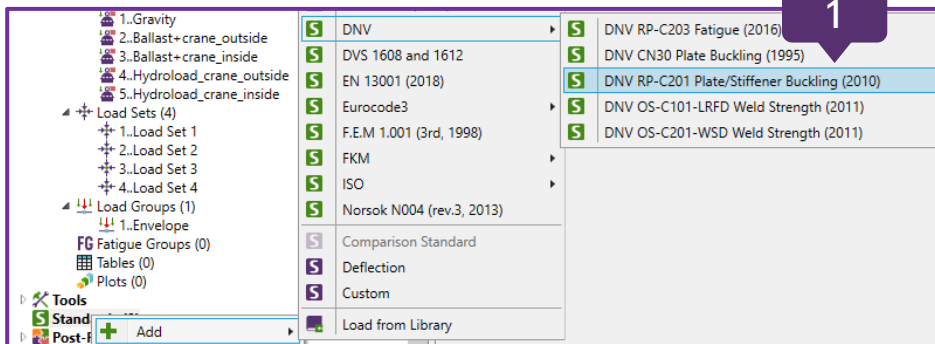 1..Gravity
2..Ballast+crane_outside
3..Ballast+crane_inside
4..Hydroload_crane_outside
5..Hydroload_crane_inside
Load Sets (4)
1..Load Set 1
2..Load Set 2
3..Load Set 3
4..Load Set 4
Load Groups (1)
1..Envelope
FG Fatigue Groups (0)
Tables (0)
Plots (0)
Tools
S
Post-F
Add
S DNV
S DVS 1608 and 1612
S EN 13001 (2018)
S Eurocode3
S F.E.M 1.001 (3rd, 1998)
S FKM
S ISO
S Norsok N004 (rev.3, 2013)
S Comparison Standard
S Deflection
S Custom
Load from Library
1
S DNV RP-C203 Fatigue (2016)
S DNV CN30 Plate Buckling (1995)
S DNV RP-C201 Plate/Stiffener Buckling (2010)
S DNV OS-C101-LRFD Weld Strength (2011)
S DNV OS-C201-WSD Weld Strength (2011)